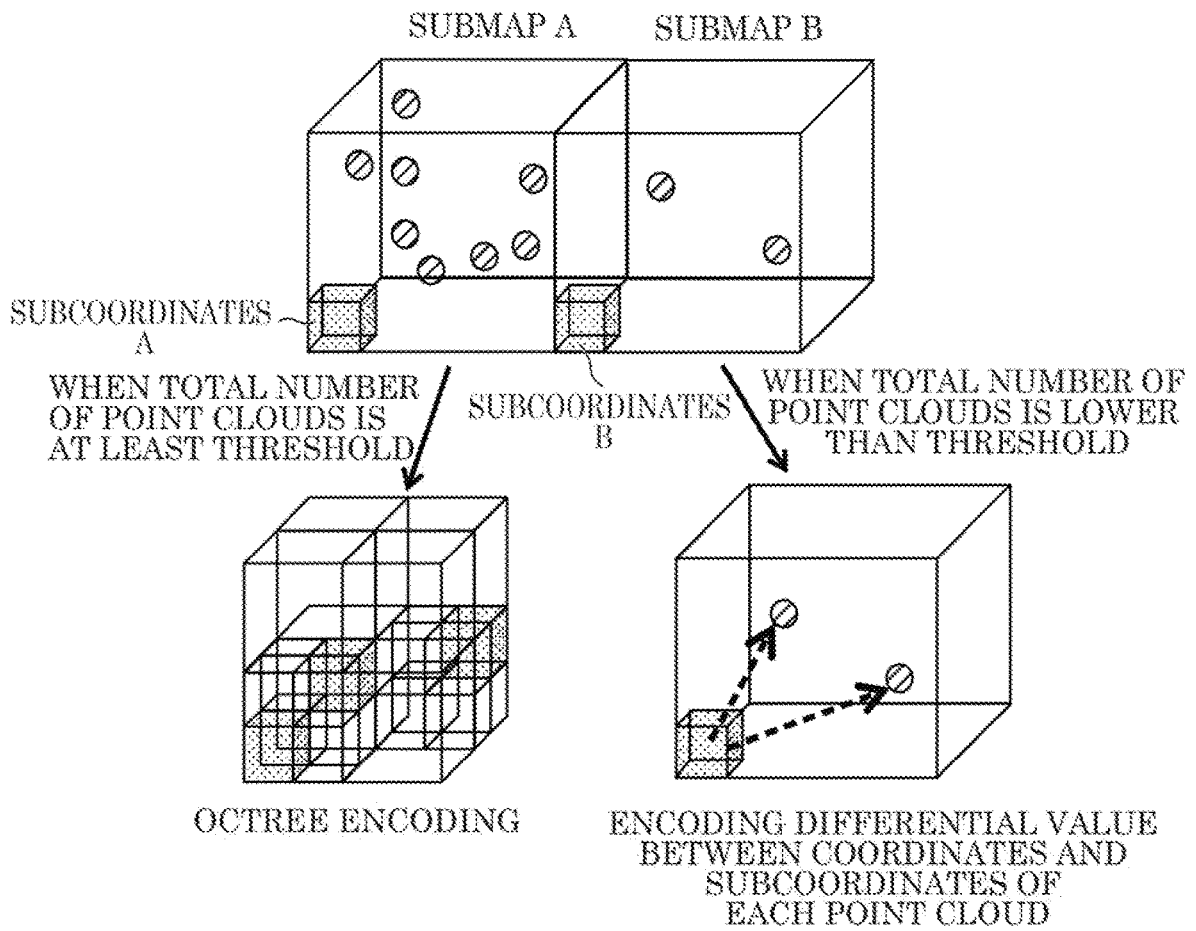 SUBMAP A
SUBMAP B
SUBCOORDINATES
A
WHEN TOTAL NUMBER
OF POINT CLOUDS IS
AT LEAST THRESHOLD
SUBCOORDINATES
B
WHEN TOTAL NUMBER OF
POINT CLOUDS IS LOWER
THAN THRESHOLD
OCTREE ENCODING
ENCODING DIFFERENTIAL VALUE
BETWEEN COORDINATES AND
SUBCOORDINATES OF
EACH POINT CLOUD